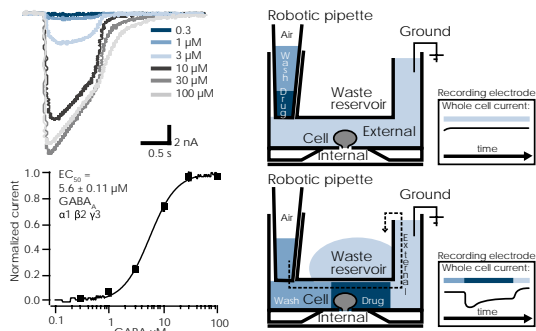 0.3
1 µM
3 µM
10 µM
30 µM
100 µM
2 nA
0.5 s
EC50 =
5.6 ± 0.11 µM
GABAA
α1 β2 γ3
Normalized current
1.0
0.8
0.6
0.4
0.2
0.0
0.1
1
10
100
GABA µM
Robotic pipette
Air
Wash
Drug
Ground
Waste
reservoir
Cell
External
Internal
Recording electrode
Whole cell current:
time
Robotic pipette
Air
Ground
Waste
reservoir
External
Wash
Cell
Drug
Internal
Recording electrode
Whole cell current:
time